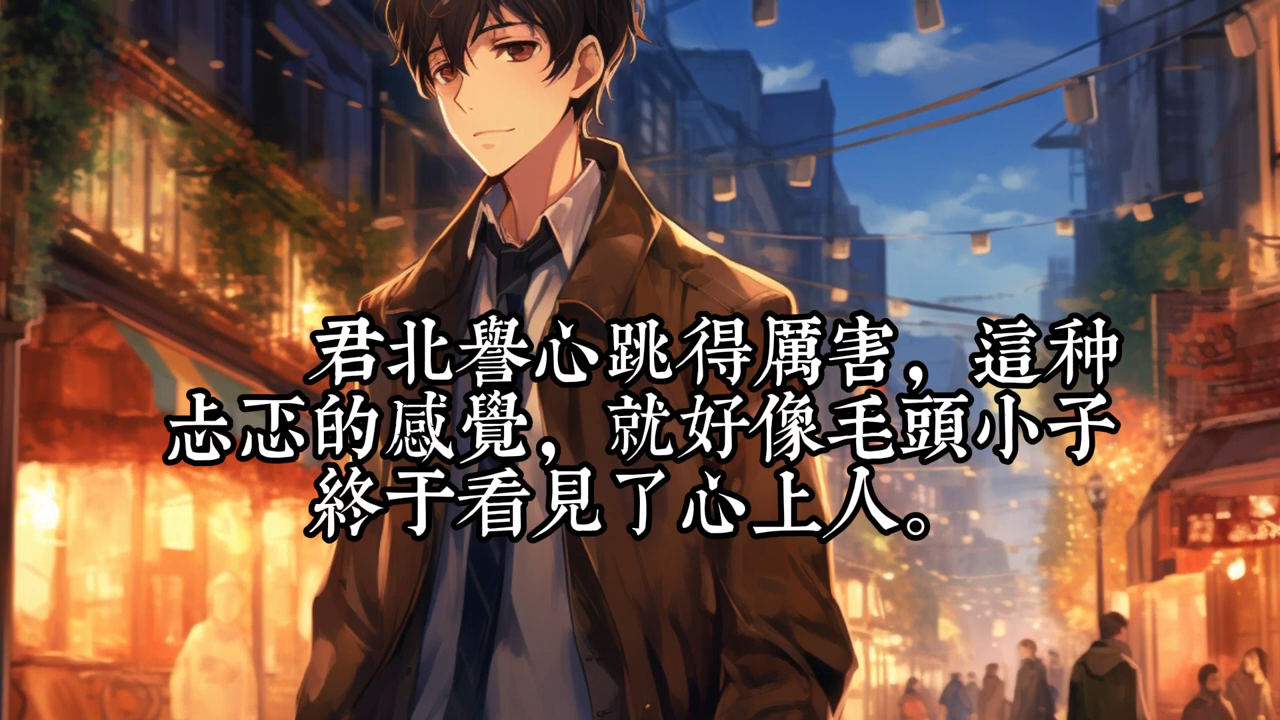 君北譽心跳得厲害，這种
忐忑的感覺，就好像毛頭小子
終于看見了心上人。